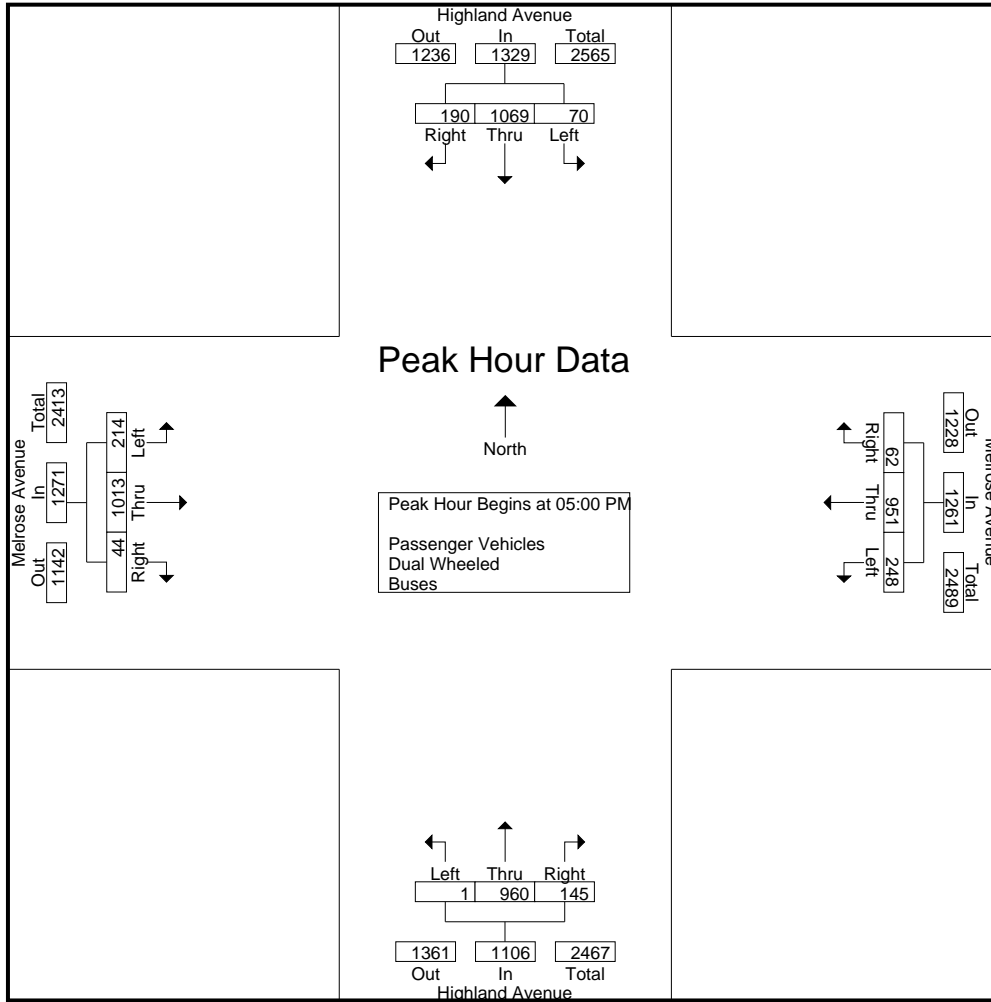 Highland Avenue
Out In Total
1236 1329 2565
190 1069 70
Right Thru Left
Peak Hour Data
North
Peak Hour Begins at 05:00 PM
Passenger Vehicles
Dual Wheeled
Buses
Melrose Avenue
Out In Total
1142 1271 2413
214 1013 44
Left Thru Right
Melrose Avenue
Out In Total
1228 1261 2489
62 951 248
Right Thru Left
Left Thru Right
1 960 145
1361 1106 2467
Out In Total
Highland Avenue